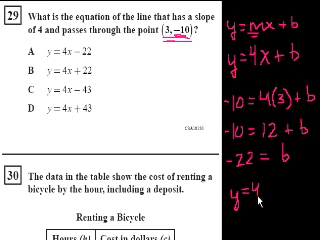 29 What is the equation of the line that has a slope
of 4 and passes through the point (3, −10)?
A y = 4x − 22
B y = 4x + 22
C y = 4x − 43
D y = 4x + 43
30 The data in the table show the cost of renting a
bicycle by the hour, including a deposit.
Renting a Bicycle
Hours (h) Cost in dollars (c)
y = mx + b
y = 4x + b
-10 = 4(3) + b
-10 = 12 + b
-22 = b
y = 4